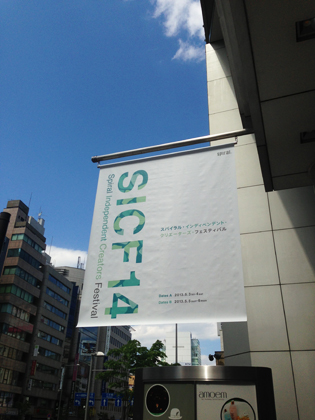 SICF14
Spiral Independent Creators Festival
スパイラル・インディペンデント・
クリエーターズ・フェスティバル
amoem